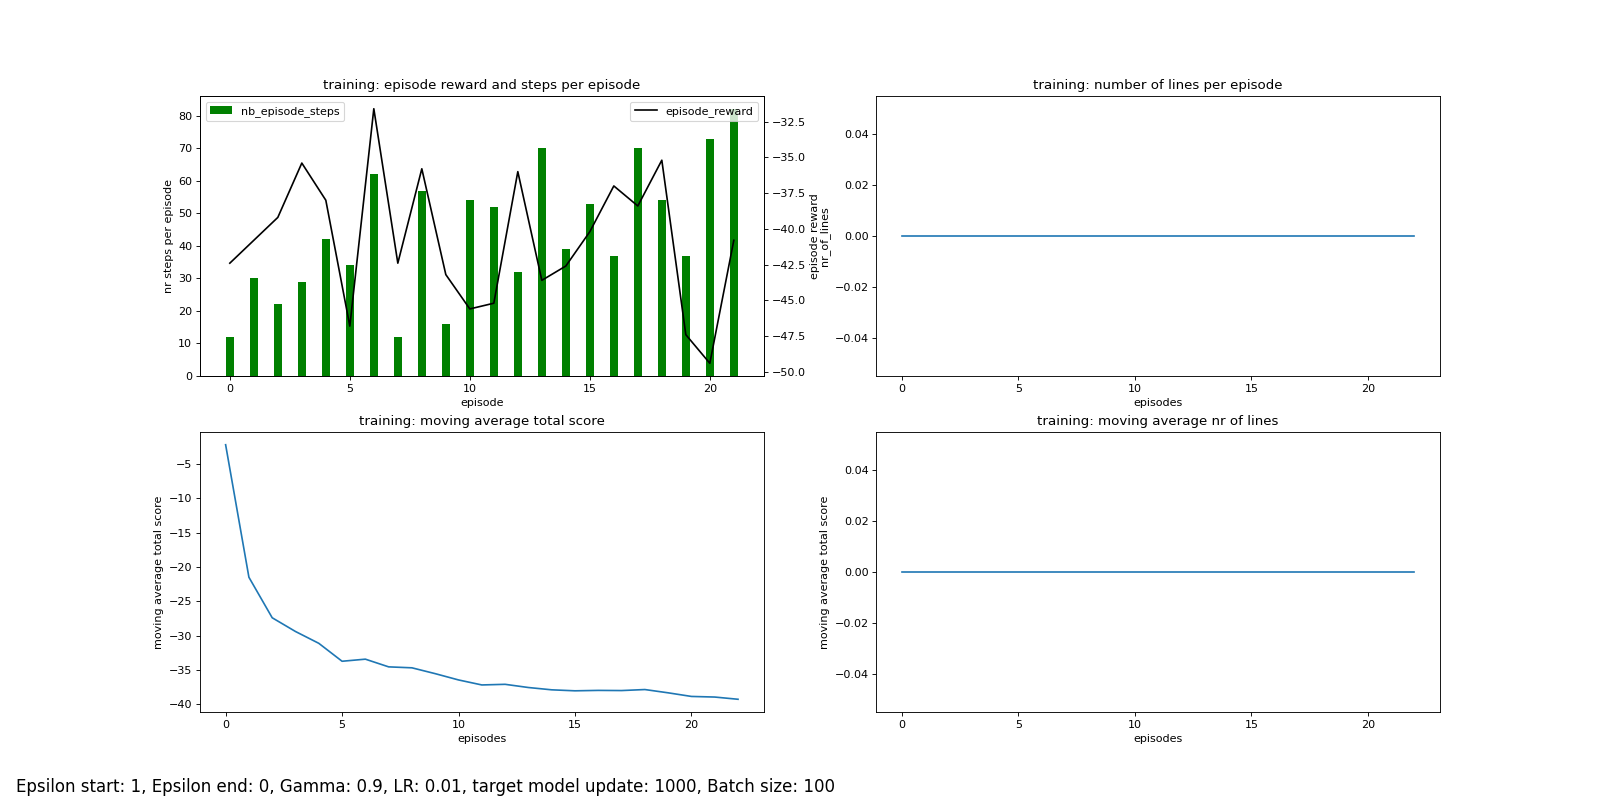 training: episode reward and steps per episode
nb_episode_steps
episode_reward
nr steps per episode
80
70
60
50
40
30
20
10
0
−32.5
−35.0
−37.5
−40.0
−42.5
−45.0
−47.5
−50.0
episode reward
0 5 10 15 20
episode
training: number of lines per episode
nr_of_lines
0.04
0.02
0.00
−0.02
−0.04
0 5 10 15 20
episodes
training: moving average total score
moving average total score
−5
−10
−15
−20
−25
−30
−35
−40
0 5 10 15 20
episodes
training: moving average nr of lines
moving average total score
0.04
0.02
0.00
−0.02
−0.04
0 5 10 15 20
episodes
Epsilon start: 1, Epsilon end: 0, Gamma: 0.9, LR: 0.01, target model update: 1000, Batch size: 100